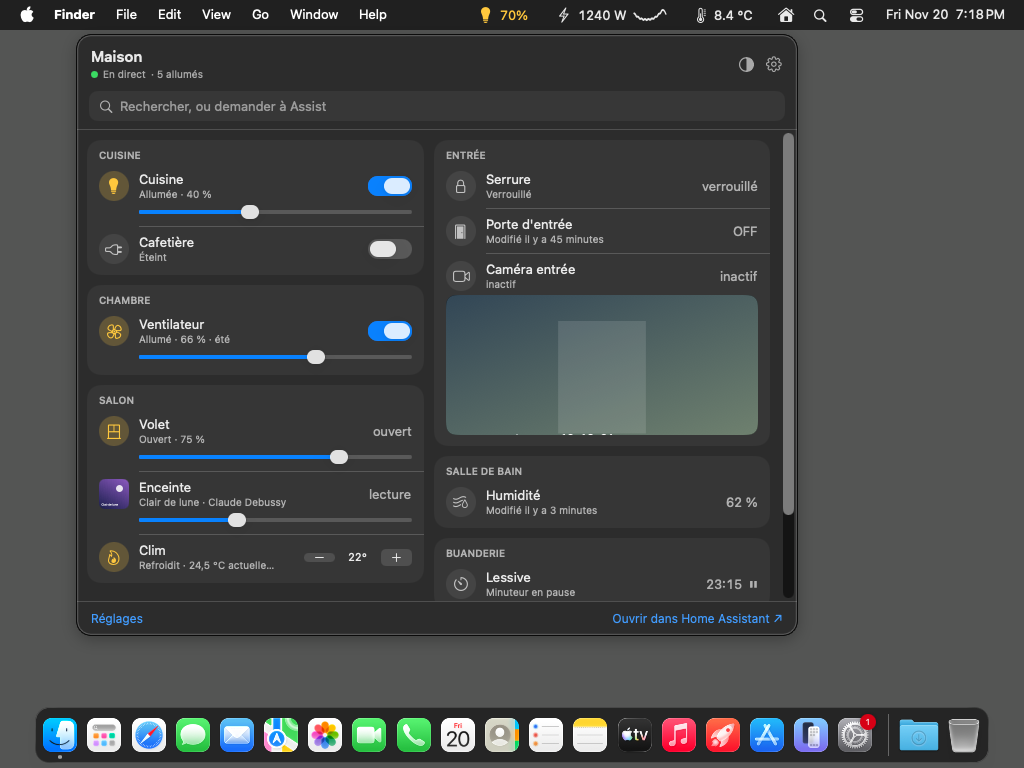 Finder File Edit View Go Window Help 70% 1240 W 8.4 °C Fri Nov 20 7:18 PM
Maison
En direct · 5 allumés
Rechercher, ou demander à Assist
CUISINE
Cuisine
Allumée · 40 %
Cafetière
Éteint
CHAMBRE
Ventilateur
Allumé · 66 % · été
SALON
Volet
Ouvert · 75 %
ouvert
Enceinte
Clair de lune · Claude Debussy
lecture
Clim
Refroidit · 24,5 °C actuelle...
22°
ENTRÉE
Serrure
Verrouillé
verrouillé
Porte d'entrée
Modifié il y a 45 minutes
OFF
Caméra entrée
Inactif
inactif
SALLE DE BAIN
Humidité
Modifié il y a 3 minutes
62 %
BUANDERIE
Lessive
Minuteur en pause
23:15
Réglages
Ouvrir dans Home Assistant ↗
Fri
20
tv
1